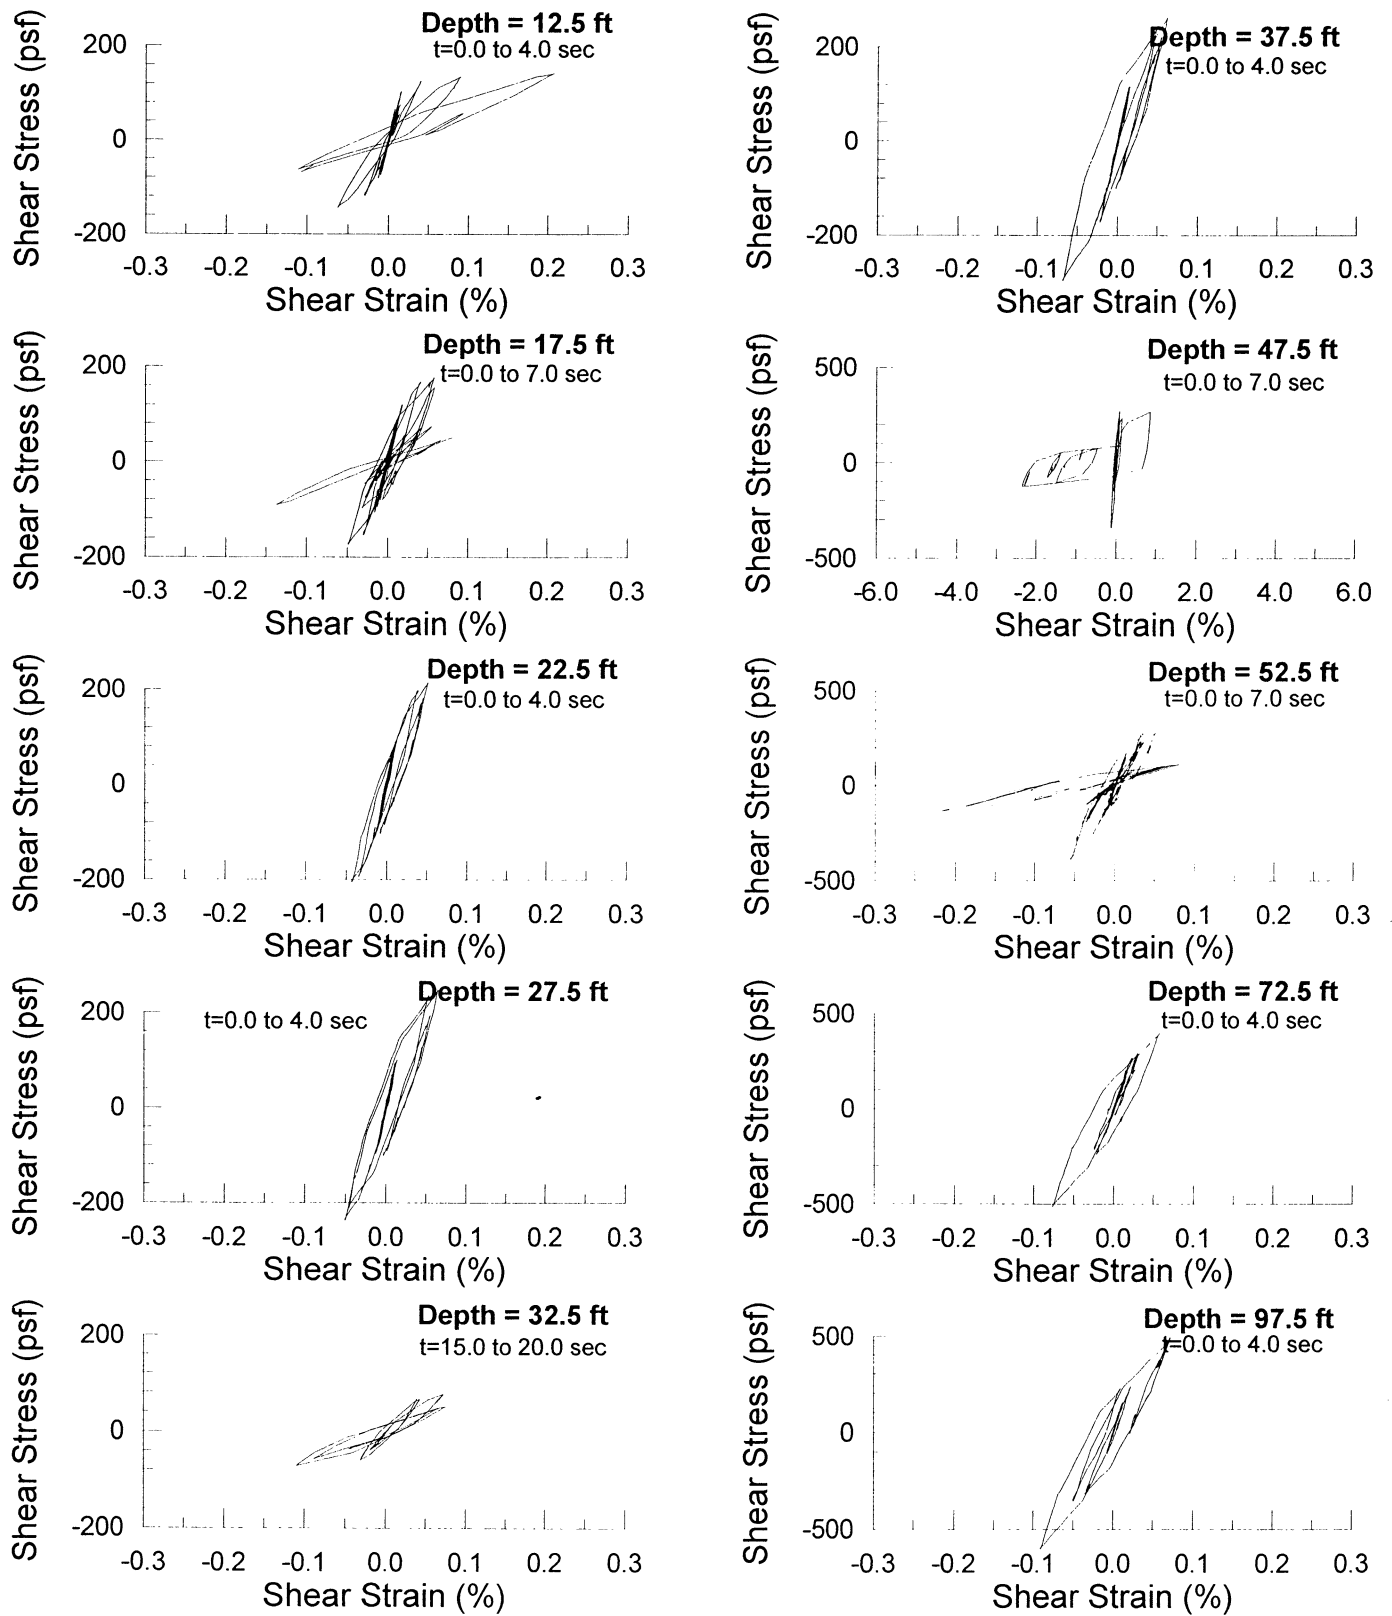 Depth = 12.5 ft
t=0.0 to 4.0 sec
Shear Stress (psf)
200
0
-200
-0.3 -0.2 -0.1 0.0 0.1 0.2 0.3
Shear Strain (%)
Depth = 17.5 ft
t=0.0 to 7.0 sec
Shear Stress (psf)
200
0
-200
-0.3 -0.2 -0.1 0.0 0.1 0.2 0.3
Shear Strain (%)
Depth = 22.5 ft
t=0.0 to 4.0 sec
Shear Stress (psf)
200
0
-200
-0.3 -0.2 -0.1 0.0 0.1 0.2 0.3
Shear Strain (%)
Depth = 27.5 ft
t=0.0 to 4.0 sec
Shear Stress (psf)
200
0
-200
-0.3 -0.2 -0.1 0.0 0.1 0.2 0.3
Shear Strain (%)
Depth = 32.5 ft
t=15.0 to 20.0 sec
Shear Stress (psf)
200
0
-200
-0.3 -0.2 -0.1 0.0 0.1 0.2 0.3
Shear Strain (%)
Depth = 37.5 ft
t=0.0 to 4.0 sec
Shear Stress (psf)
200
0
-200
-0.3 -0.2 -0.1 0.0 0.1 0.2 0.3
Shear Strain (%)
Depth = 47.5 ft
t=0.0 to 7.0 sec
Shear Stress (psf)
500
0
-500
-6.0 -4.0 -2.0 0.0 2.0 4.0 6.0
Shear Strain (%)
Depth = 52.5 ft
t=0.0 to 7.0 sec
Shear Stress (psf)
500
0
-500
-0.3 -0.2 -0.1 0.0 0.1 0.2 0.3
Shear Strain (%)
Depth = 72.5 ft
t=0.0 to 4.0 sec
Shear Stress (psf)
500
0
-500
-0.3 -0.2 -0.1 0.0 0.1 0.2 0.3
Shear Strain (%)
Depth = 97.5 ft
t=0.0 to 4.0 sec
Shear Stress (psf)
500
0
-500
-0.3 -0.2 -0.1 0.0 0.1 0.2 0.3
Shear Strain (%)